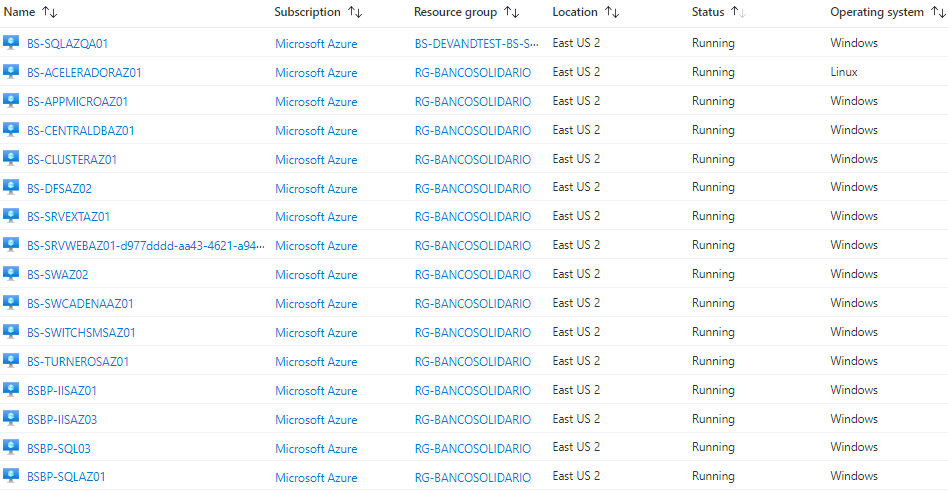 Name ↑↓ Subscription ↑↓ Resource group ↑↓ Location ↑↓ Status ↑↓ Operating system ↑↓
BS-SQLAZQA01 Microsoft Azure BS-DEVANDTEST-BS-S··· East US 2 Running Windows
BS-ACELERADORAZ01 Microsoft Azure RG-BANCOSOLIDARIO East US 2 Running Linux
BS-APPMICROAZ01 Microsoft Azure RG-BANCOSOLIDARIO East US 2 Running Windows
BS-CENTRALDBAZ01 Microsoft Azure RG-BANCOSOLIDARIO East US 2 Running Windows
BS-CLUSTERAZ01 Microsoft Azure RG-BANCOSOLIDARIO East US 2 Running Windows
BS-DFSAZ02 Microsoft Azure RG-BANCOSOLIDARIO East US 2 Running Windows
BS-SRVEXTAZ01 Microsoft Azure RG-BANCOSOLIDARIO East US 2 Running Windows
BS-SRVWEBAZ01-d977dddd-aa43-4621-a94··· Microsoft Azure RG-BANCOSOLIDARIO East US 2 Running Windows
BS-SWAZ02 Microsoft Azure RG-BANCOSOLIDARIO East US 2 Running Windows
BS-SWCADENAAZ01 Microsoft Azure RG-BANCOSOLIDARIO East US 2 Running Windows
BS-SWITCHSMSAZ01 Microsoft Azure RG-BANCOSOLIDARIO East US 2 Running Windows
BS-TURNEROSAZ01 Microsoft Azure RG-BANCOSOLIDARIO East US 2 Running Windows
BSBP-IISAZ01 Microsoft Azure RG-BANCOSOLIDARIO East US 2 Running Windows
BSBP-IISAZ03 Microsoft Azure RG-BANCOSOLIDARIO East US 2 Running Windows
BSBP-SQL03 Microsoft Azure RG-BANCOSOLIDARIO East US 2 Running Windows
BSBP-SQLAZ01 Microsoft Azure RG-BANCOSOLIDARIO East US 2 Running Windows